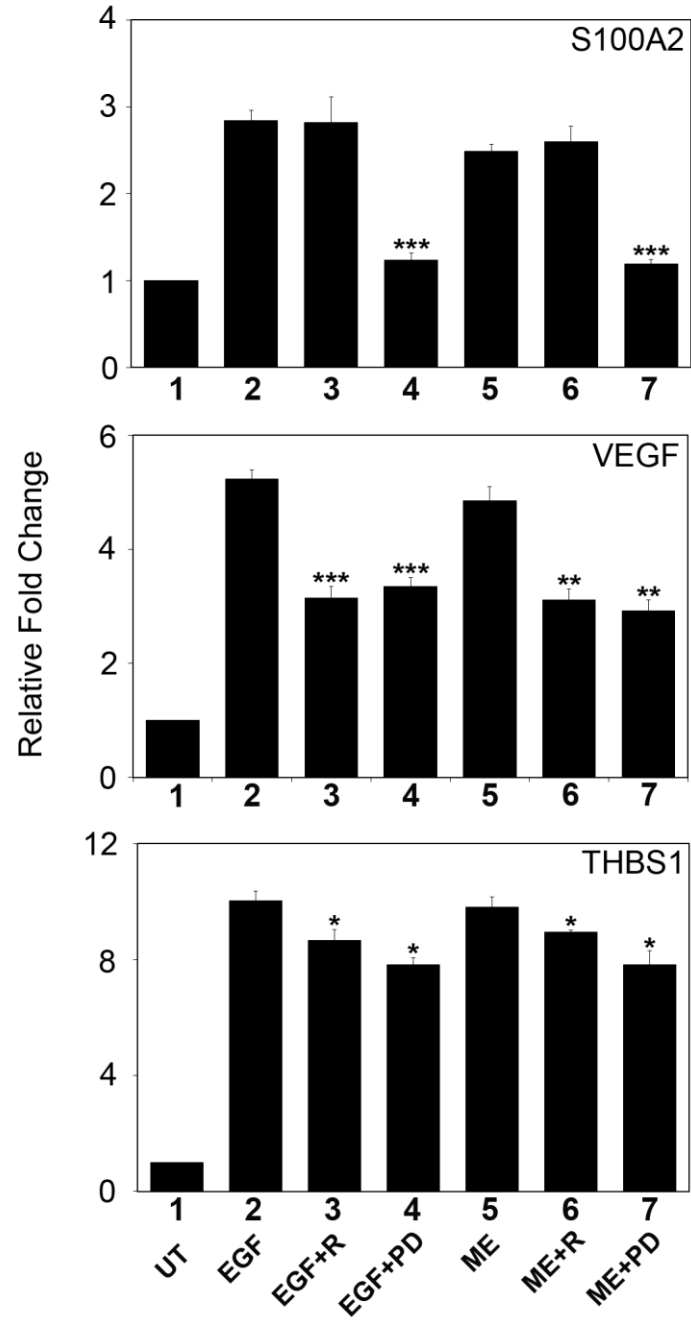 4
S100A2
3
2
***
***
1
0
1 2 3 4 5 6 7
Relative Fold Change
6
VEGF
4
*** *** ** **
2
0
1 2 3 4 5 6 7
12
THBS1
8
* * * *
4
0
1 2 3 4 5 6 7
UT EGF EGF+R EGF+PD ME ME+R ME+PD